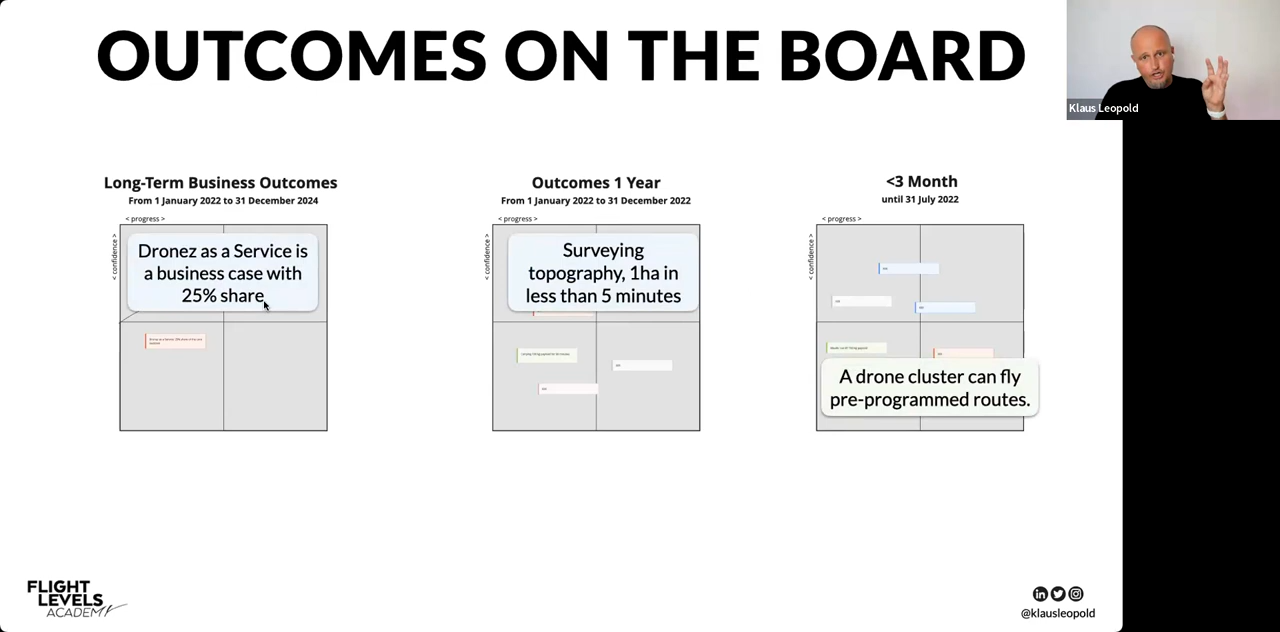 OUTCOMES ON THE BOARD
Klaus Leopold
Long-Term Business Outcomes
From 1 January 2022 to 31 December 2024
< progress >
< confidence >
Dronez as a Service is
a business case with
25% share
Outcomes 1 Year
From 1 January 2022 to 31 December 2022
< progress >
< confidence >
Surveying
topography, 1ha in
less than 5 minutes
<3 Month
until 31 July 2022
< progress >
< confidence >
A drone cluster can fly
pre-programmed routes.
FLIGHT
LEVELS
ACADEMY
in
@klausleopold